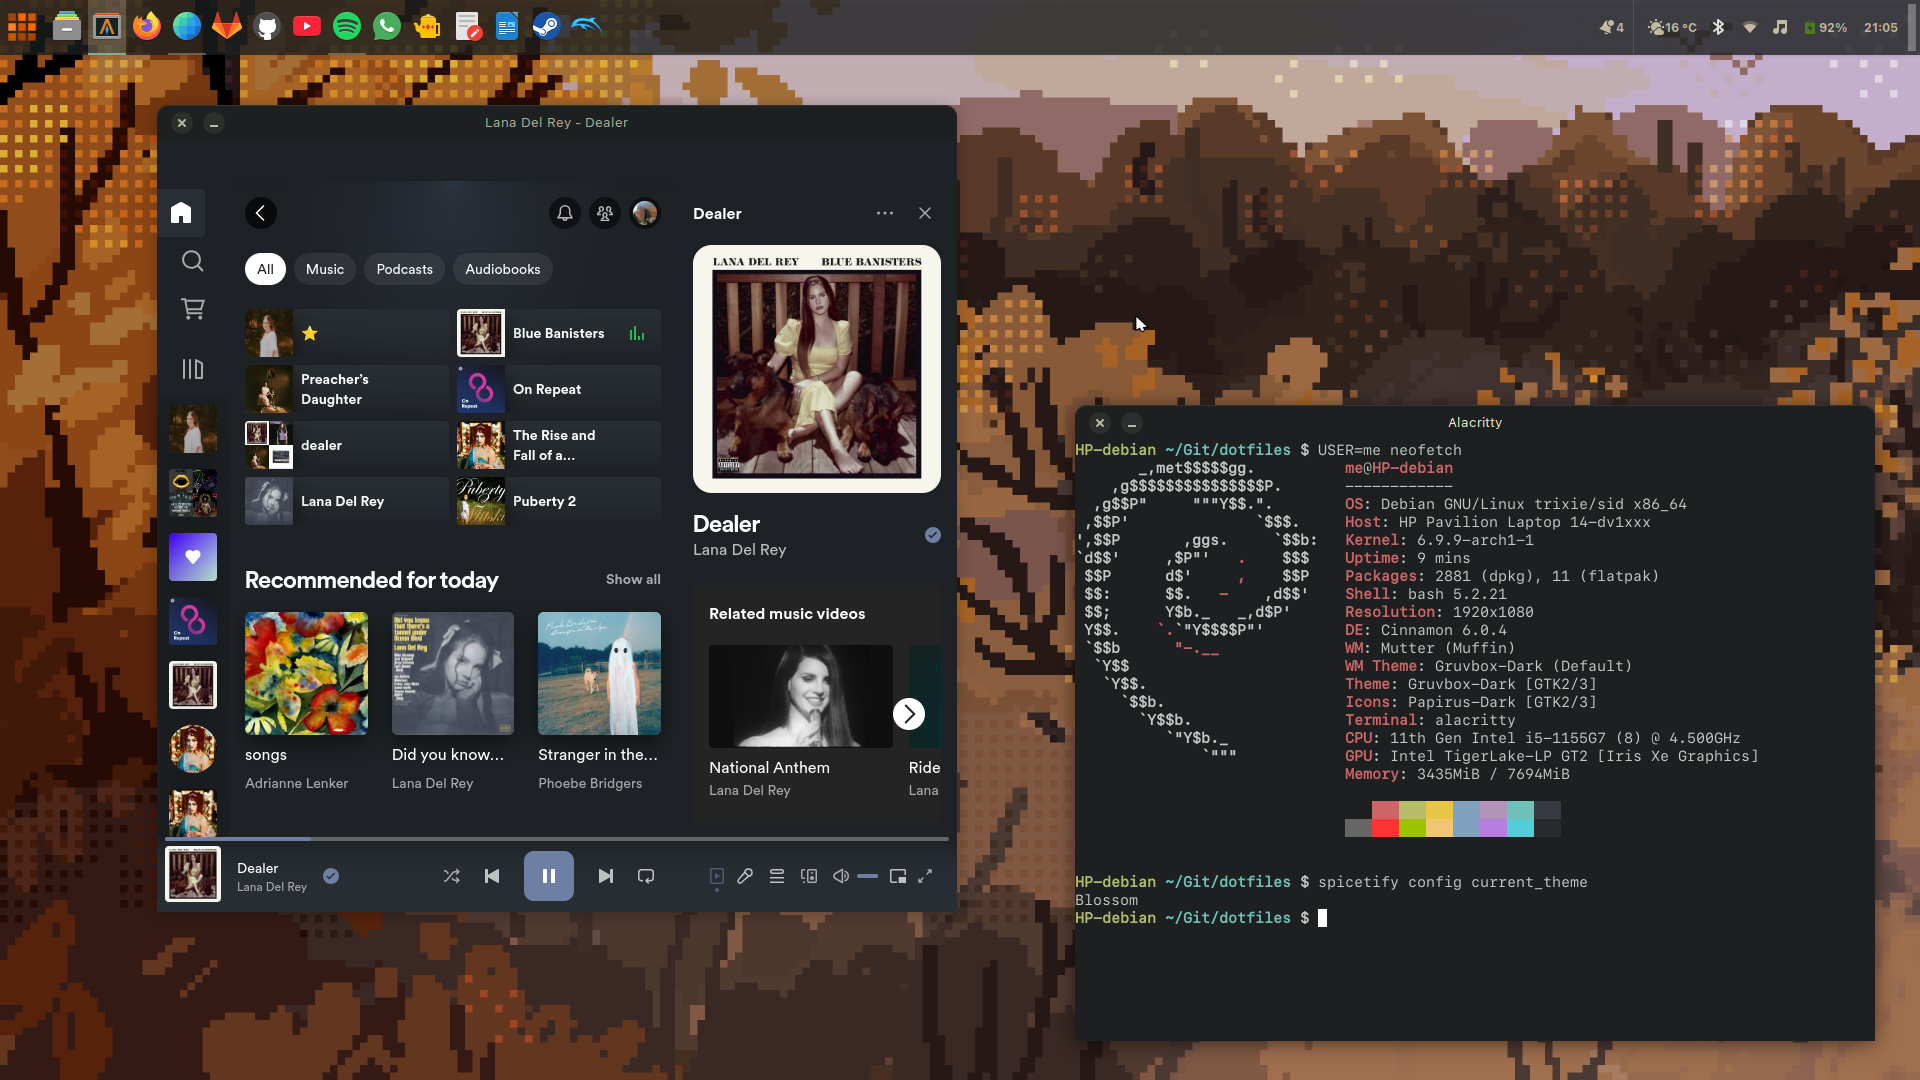 4
16 °C
92%
21:05
Lana Del Rey - Dealer
All
Music
Podcasts
Audiobooks
⭐
Blue Banisters
Preacher’s
Daughter
On Repeat
dealer
The Rise and
Fall of a...
Lana Del Rey
Puberty 2
On
Repeat
Recommended for today
Show all
songs
Adrianne Lenker
Did you know...
Lana Del Rey
Stranger in the...
Phoebe Bridgers
On
Repeat
Dealer
LANA DEL REY BLUE BANISTERS
Dealer
Lana Del Rey
Related music videos
National Anthem
Lana Del Rey
Ride
Lana
Dealer
Lana Del Rey
Alacritty
HP-debian ~/Git/dotfiles $ USER=me neofetch
_,met$$$$$gg.
,g$$$$$$$$$$$$$$$P.
,g$$P"     """Y$$.".
,$$P'              `$$$.
',$$P       ,ggs.     `$$b:
`d$$'     ,$P"'   .    $$$
$$P      d$'     ,    $$P
$$:      $$.   -    ,d$$'
$$;      Y$b._   _,d$P'
Y$$.    `.`"Y$$$$P"'
`$$b      "-.__
`Y$$
`Y$$.
`$$b.
`Y$$b.
`"Y$b._
`"""
me@HP-debian
------------
OS: Debian GNU/Linux trixie/sid x86_64
Host: HP Pavilion Laptop 14-dv1xxx
Kernel: 6.9.9-arch1-1
Uptime: 9 mins
Packages: 2881 (dpkg), 11 (flatpak)
Shell: bash 5.2.21
Resolution: 1920x1080
DE: Cinnamon 6.0.4
WM: Mutter (Muffin)
WM Theme: Gruvbox-Dark (Default)
Theme: Gruvbox-Dark [GTK2/3]
Icons: Papirus-Dark [GTK2/3]
Terminal: alacritty
CPU: 11th Gen Intel i5-1155G7 (8) @ 4.500GHz
GPU: Intel TigerLake-LP GT2 [Iris Xe Graphics]
Memory: 3435MiB / 7694MiB
HP-debian ~/Git/dotfiles $ spicetify config current_theme
Blossom
HP-debian ~/Git/dotfiles $